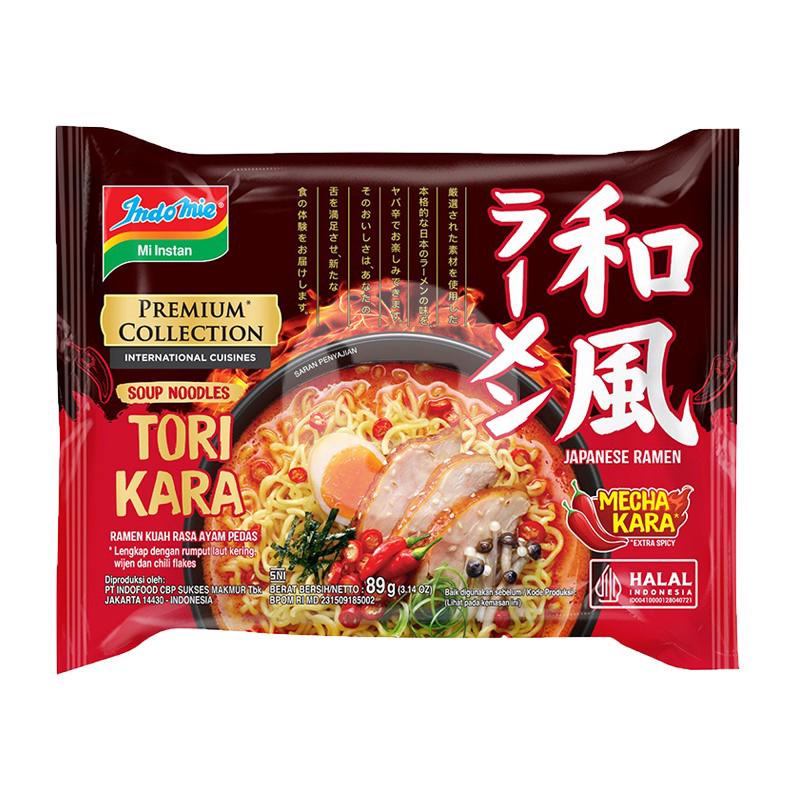 Indomie®
Mi Instan
PREMIUM*
COLLECTION
INTERNATIONAL CUISINES
SOUP NOODLES
TORI
KARA
RAMEN KUAH RASA AYAM PEDAS
* Lengkap dengan rumput laut kering,
wijen dan chili flakes
Diproduksi oleh:
PT INDOFOOD CBP SUKSES MAKMUR Tbk
JAKARTA 14430 - INDONESIA
和風
ラーメン
JAPANESE RAMEN
厳選された素材を使用した
本格的な日本のラーメンの味を
ヤバ辛でお楽しみできます。
そのおいしさは、あなたの
舌を満足させ、新たな
食の体験をお届けします。
SARAN PENYAJIAN
MECHA
KARA*
*EXTRA SPICY
SNI
BERAT BERSIH/NETTO : 89 g (3.14 OZ)
BPOM RI MD 231509185002
Baik digunakan sebelum / Kode Produksi :
(Lihat pada kemasan ini)
HALAL
INDONESIA
ID00410000128040721